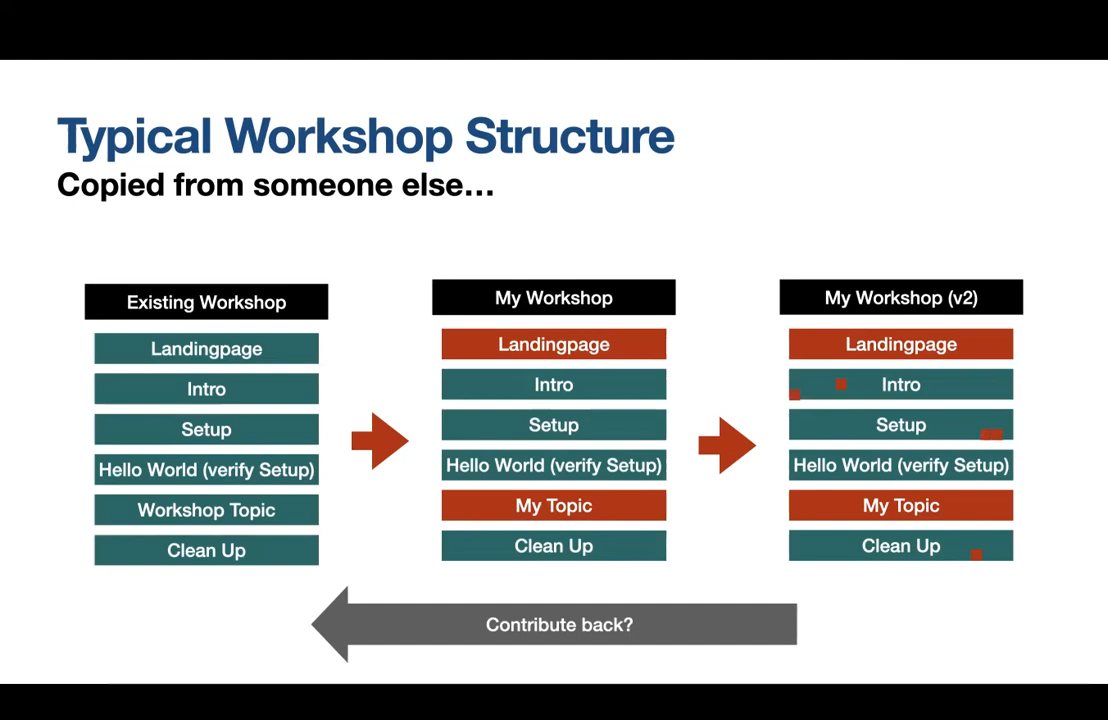 Typical Workshop Structure
Copied from someone else...
Existing Workshop
Landingpage
Intro
Setup
Hello World (verify Setup)
Workshop Topic
Clean Up
My Workshop
Landingpage
Intro
Setup
Hello World (verify Setup)
My Topic
Clean Up
My Workshop (v2)
Landingpage
Intro
Setup
Hello World (verify Setup)
My Topic
Clean Up
Contribute back?